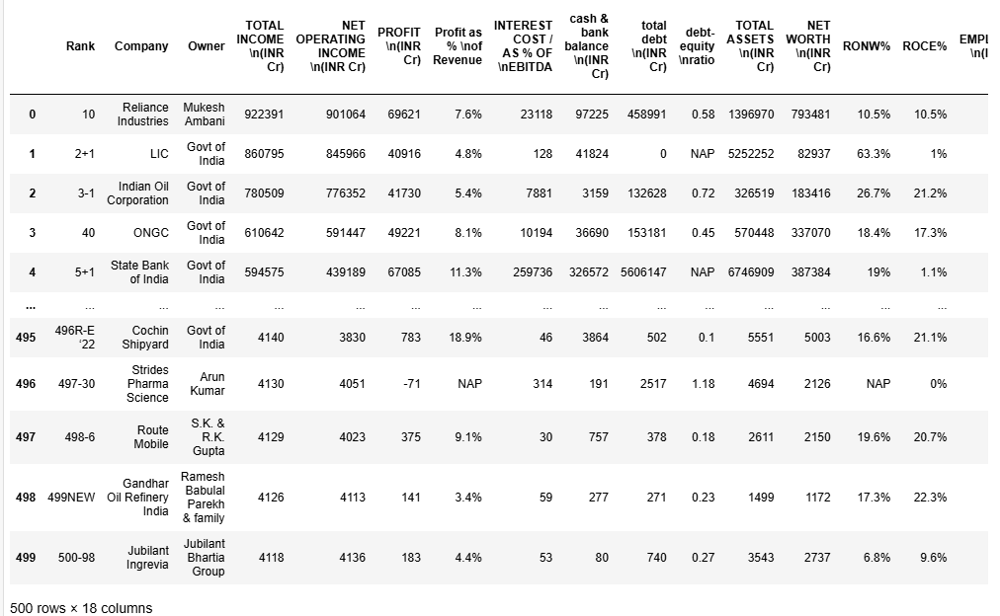 Rank Company Owner TOTAL INCOME \n(INR Cr) NET OPERATING INCOME \n(INR Cr) PROFIT \n(INR Cr) Profit as % \nof Revenue INTEREST COST / AS % OF \nEBITDA cash & bank balance \n(INR Cr) total debt \n(INR Cr) debt-equity \nratio TOTAL ASSETS \n(INR Cr) NET WORTH \n(INR Cr) RONW% ROCE% EMPL \n(I
0 10 Reliance Industries Mukesh Ambani 922391 901064 69621 7.6% 23118 97225 458991 0.58 1396970 793481 10.5% 10.5%
1 2+1 LIC Govt of India 860795 845966 40916 4.8% 128 41824 0 NAP 5252252 82937 63.3% 1%
2 3-1 Indian Oil Corporation Govt of India 780509 776352 41730 5.4% 7881 3159 132628 0.72 326519 183416 26.7% 21.2%
3 40 ONGC Govt of India 610642 591447 49221 8.1% 10194 36690 153181 0.45 570448 337070 18.4% 17.3%
4 5+1 State Bank of India Govt of India 594575 439189 67085 11.3% 259736 326572 5606147 NAP 6746909 387384 19% 1.1%
... ... ... ... ... ... ... ... ... ... ... ... ... ... ... ...
495 496R-E ‘22 Cochin Shipyard Govt of India 4140 3830 783 18.9% 46 3864 502 0.1 5551 5003 16.6% 21.1%
496 497-30 Strides Pharma Science Arun Kumar 4130 4051 -71 NAP 314 191 2517 1.18 4694 2126 NAP 0%
497 498-6 Route Mobile S.K. & R.K. Gupta 4129 4023 375 9.1% 30 757 378 0.18 2611 2150 19.6% 20.7%
498 499NEW Gandhar Oil Refinery India Ramesh Babulal Parekh & family 4126 4113 141 3.4% 59 277 271 0.23 1499 1172 17.3% 22.3%
499 500-98 Jubilant Ingrevia Jubilant Bhartia Group 4118 4136 183 4.4% 53 80 740 0.27 3543 2737 6.8% 9.6%
500 rows × 18 columns